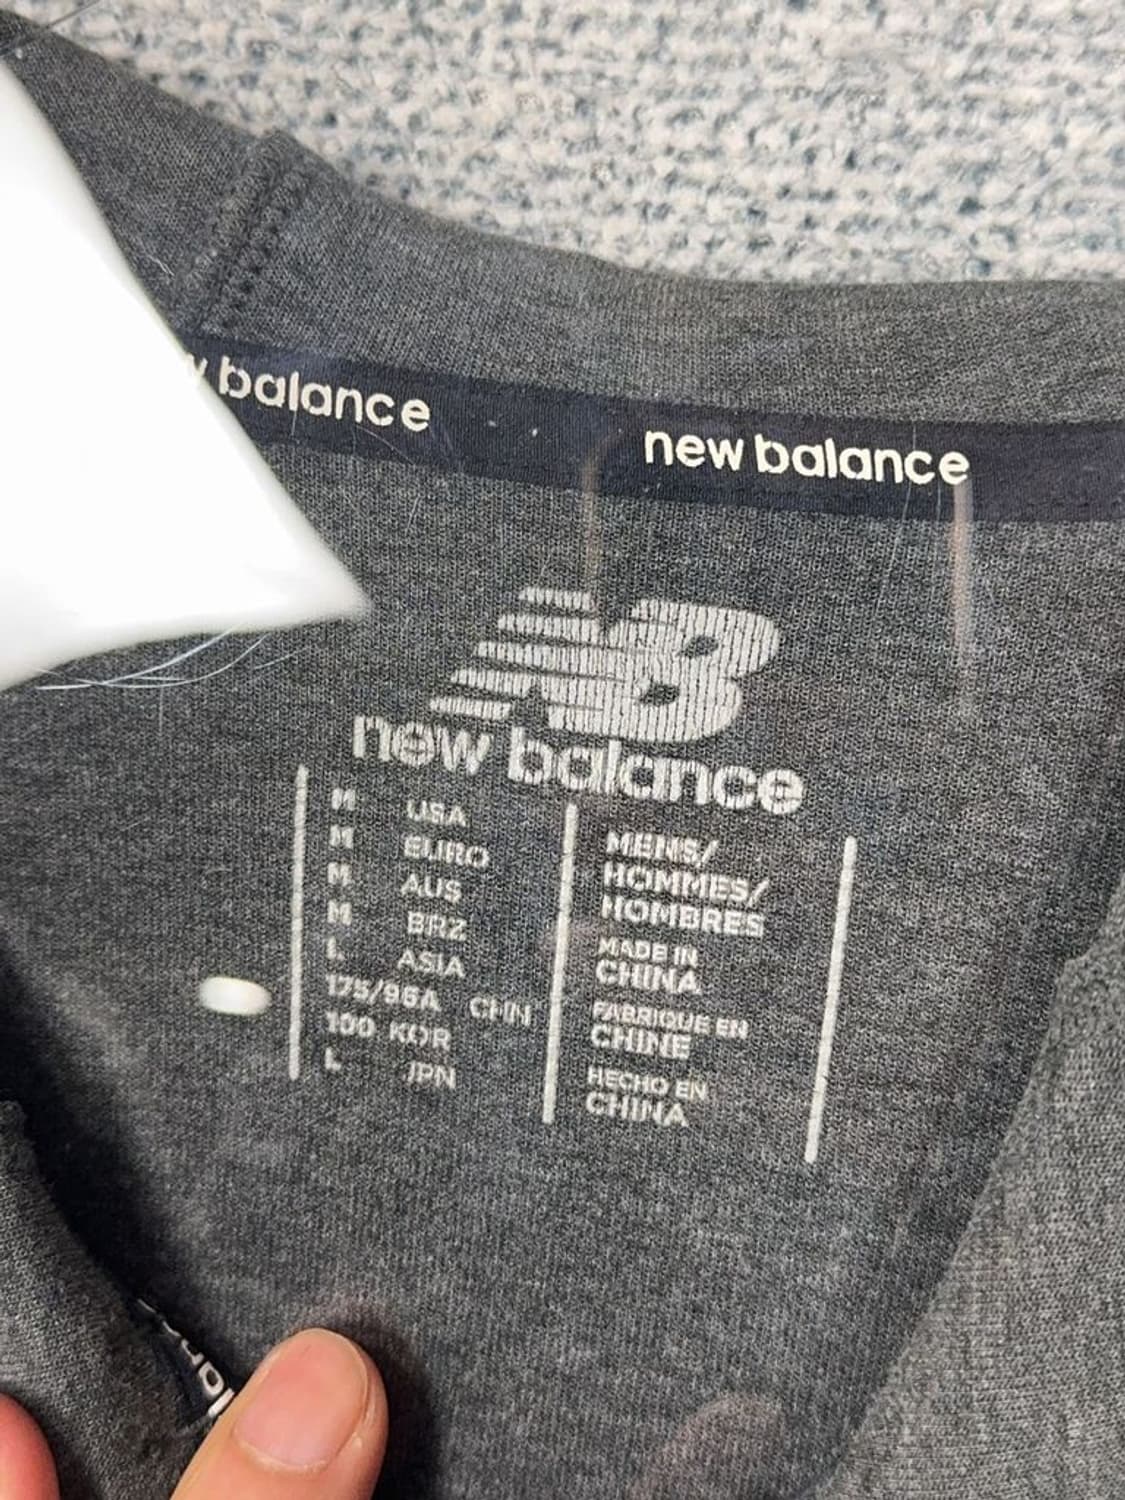 w balance
new balance
NB
new balance
M USA
M EURO
M AUS
M BRZ
L ASIA
175/96A CHN
100 KOR
L JPN
MENS/
HOMMES/
HOMBRES
MADE IN
CHINA
FABRIQUE EN
CHINE
HECHO EN
CHINA